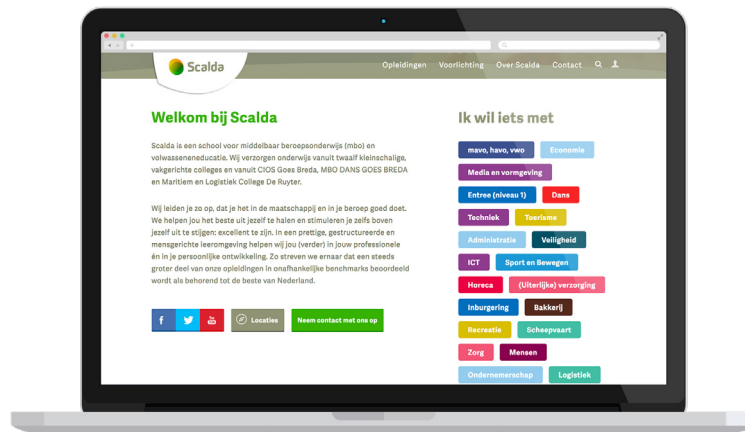 Scalda
Opleidingen Voorlichting Over Scalda Contact
Welkom bij Scalda
Scalda is een school voor middelbaar beroepsonderwijs (mbo) en
volwasseneneducatie. Wij verzorgen onderwijs vanuit twaalf kleinschalige,
vakgerichte colleges en vanuit CIOS Goes Breda, MBO DANS GOES BREDA
en Maritiem en Logistiek College De Ruyter.
Wij leiden je zo op, dat je het in de maatschappij en in je beroep goed doet.
We helpen jou het beste uit jezelf te halen en stimuleren je zelfs boven
jezelf uit te stijgen: excellent te zijn. In een prettige, gestructureerde en
mensgerichte leeromgeving helpen wij jou (verder) in jouw professionele
én in je persoonlijke ontwikkeling. Zo streven we ernaar dat een steeds
groter deel van onze opleidingen in onafhankelijke benchmarks beoordeeld
wordt als behorend tot de beste van Nederland.
f You Locaties Neem contact met ons op
Ik wil iets met
mavo, havo, vwo Economie
Media en vormgeving
Entree (niveau 1) Dans
Techniek Toerisme
Administratie Veiligheid
ICT Sport en Bewegen
Horeca (Uiterlijke) verzorging
Inburgering Bakkerij
Recreatie Scheepvaart
Zorg Mensen
Ondernemerschap Logistiek